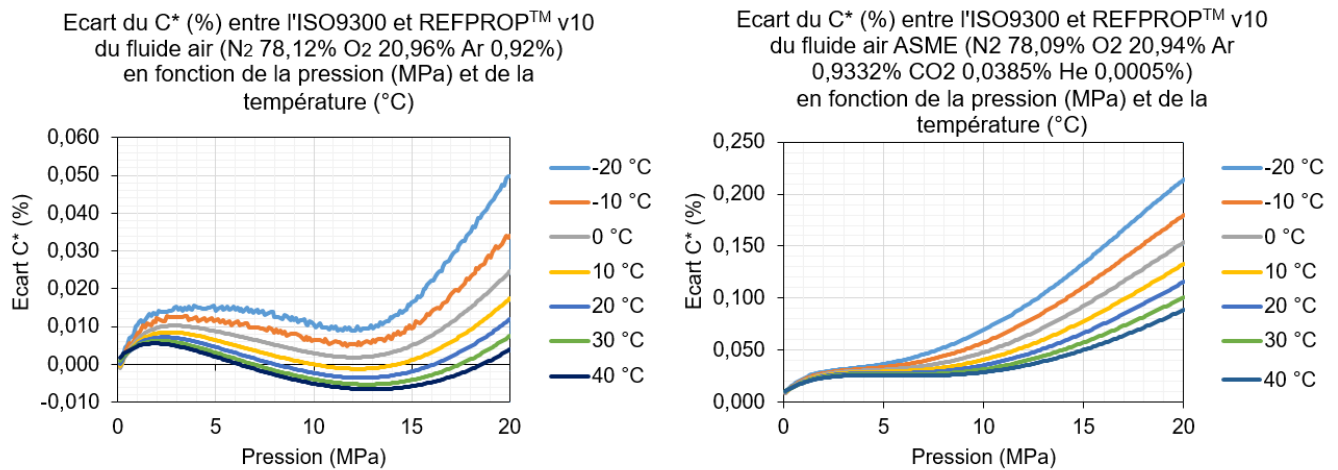 Ecart du C* (%) entre l'ISO9300 et REFPROP™ v10
du fluide air (N2 78,12% O2 20,96% Ar 0,92%)
en fonction de la pression (MPa) et de la
température (°C)
0,060
0,050
0,040
0,030
0,020
0,010
0,000
-0,010
Ecart C* (%)
0
5
10
15
20
Pression (MPa)
-20 °C
-10 °C
0 °C
10 °C
20 °C
30 °C
40 °C
Ecart du C* (%) entre l'ISO9300 et REFPROP™ v10
du fluide air ASME (N2 78,09% O2 20,94% Ar
0,9332% CO2 0,0385% He 0,0005%)
en fonction de la pression (MPa) et de la
température (°C)
0,250
0,200
0,150
0,100
0,050
0,000
Ecart C* (%)
0
5
10
15
20
Pression (MPa)
-20 °C
-10 °C
0 °C
10 °C
20 °C
30 °C
40 °C